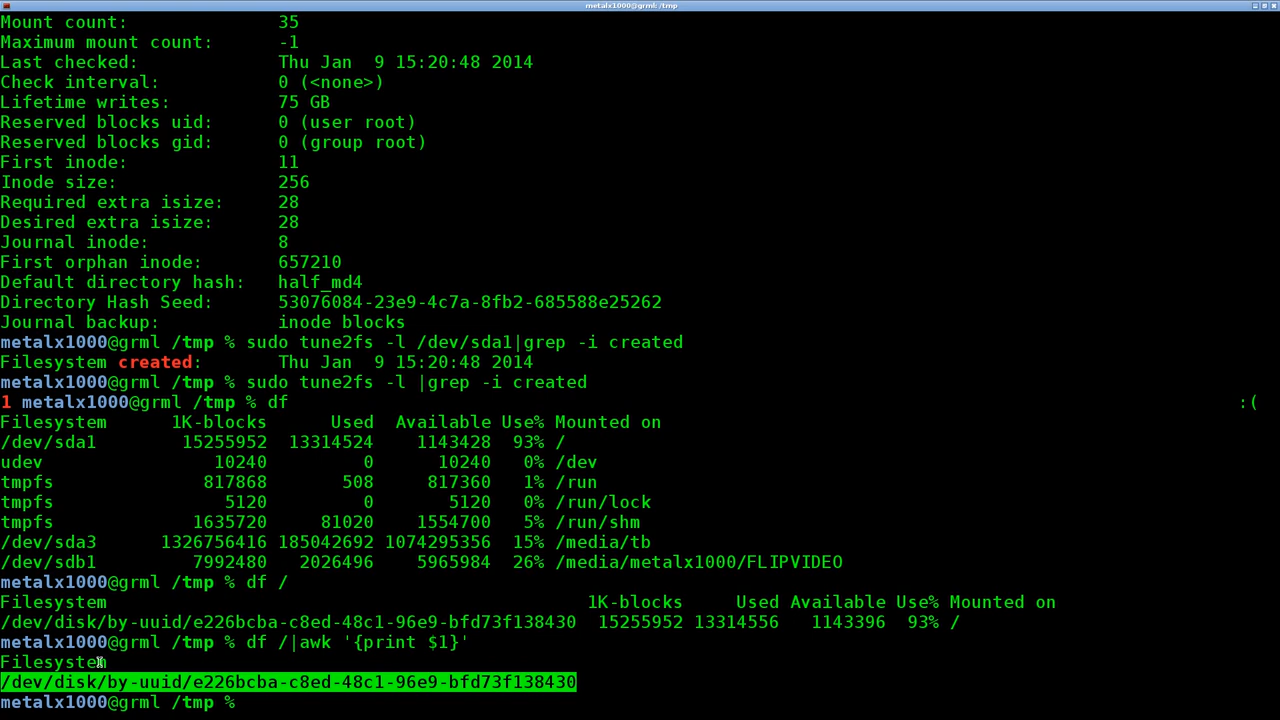 metalx1000@grml: /tmp
Mount count:              35
Maximum mount count:      -1
Last checked:             Thu Jan  9 15:20:48 2014
Check interval:           0 (<none>)
Lifetime writes:          75 GB
Reserved blocks uid:      0 (user root)
Reserved blocks gid:      0 (group root)
First inode:              11
Inode size:               256
Required extra isize:     28
Desired extra isize:      28
Journal inode:            8
First orphan inode:       657210
Default directory hash:   half_md4
Directory Hash Seed:      53076084-23e9-4c7a-8fb2-685588e25262
Journal backup:           inode blocks
metalx1000@grml /tmp % sudo tune2fs -l /dev/sda1|grep -i created
Filesystem created:       Thu Jan  9 15:20:48 2014
metalx1000@grml /tmp % sudo tune2fs -l |grep -i created
1 metalx1000@grml /tmp % df :(
Filesystem      1K-blocks      Used  Available Use% Mounted on
/dev/sda1        15255952  13314524    1143428  93% /
udev                10240         0      10240   0% /dev
tmpfs              817868       508     817360   1% /run
tmpfs                5120         0       5120   0% /run/lock
tmpfs             1635720     81020    1554700   5% /run/shm
/dev/sda3      1326756416 185042692 1074295356  15% /media/tb
/dev/sdb1         7992480   2026496    5965984  26% /media/metalx1000/FLIPVIDEO
metalx1000@grml /tmp % df /
Filesystem                                             1K-blocks     Used Available Use% Mounted on
/dev/disk/by-uuid/e226bcba-c8ed-48c1-96e9-bfd73f138430  15255952 13314556   1143396  93% /
metalx1000@grml /tmp % df /|awk '{print $1}'
Filesystem
/dev/disk/by-uuid/e226bcba-c8ed-48c1-96e9-bfd73f138430
metalx1000@grml /tmp %